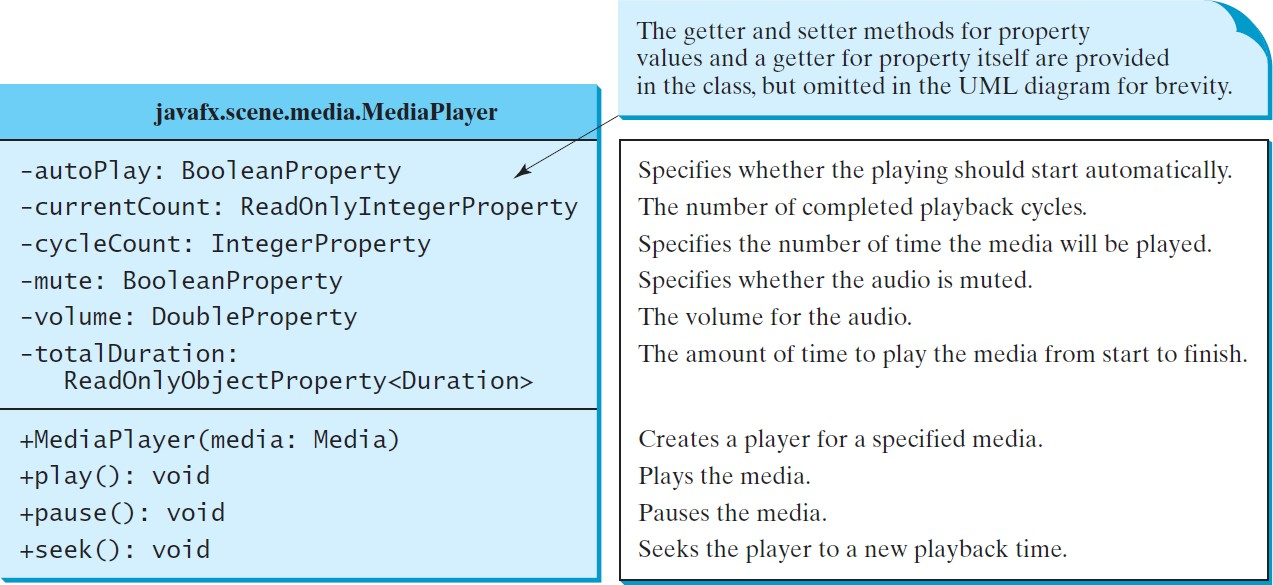 The getter and setter methods for property
values and a getter for property itself are provided
in the class, but omitted in the UML diagram for brevity.
javafx.scene.media.MediaPlayer
-autoPlay: BooleanProperty
-currentCount: ReadOnlyIntegerProperty
-cycleCount: IntegerProperty
-mute: BooleanProperty
-volume: DoubleProperty
-totalDuration:
ReadOnlyObjectProperty<Duration>
Specifies whether the playing should start automatically.
The number of completed playback cycles.
Specifies the number of time the media will be played.
Specifies whether the audio is muted.
The volume for the audio.
The amount of time to play the media from start to finish.
+MediaPlayer(media: Media)
+play(): void
+pause(): void
+seek(): void
Creates a player for a specified media.
Plays the media.
Pauses the media.
Seeks the player to a new playback time.